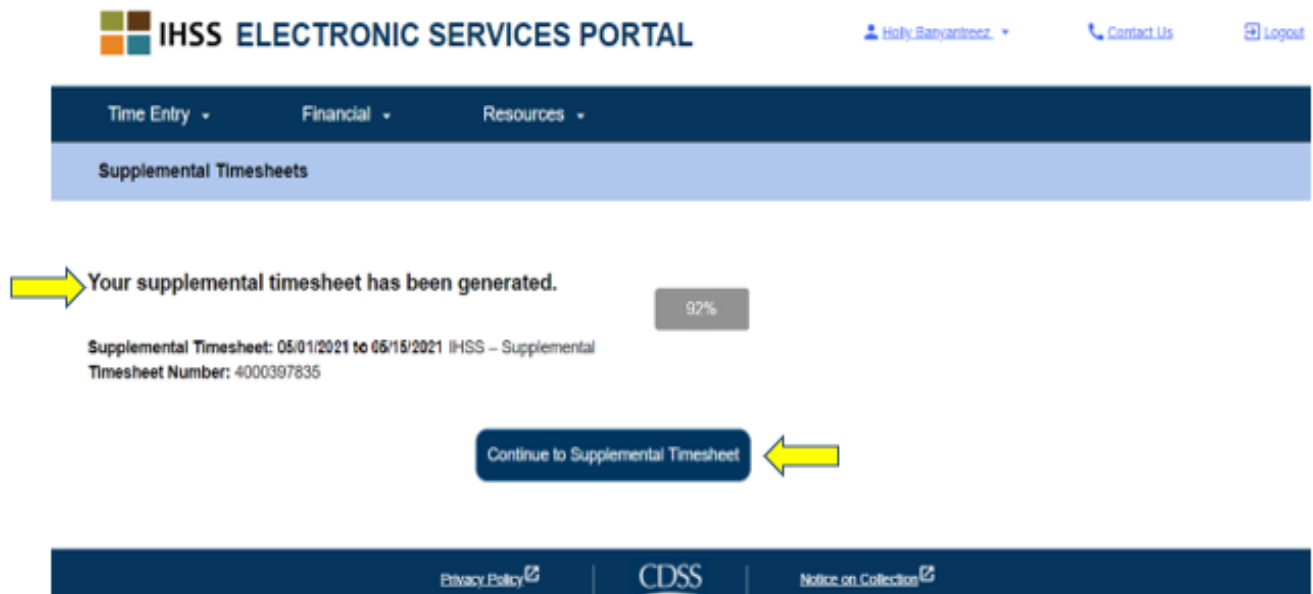 IHSS ELECTRONIC SERVICES PORTAL
Holly Banyantreez
Contact Us
Logout
Time Entry
Financial
Resources
Supplemental Timesheets
Your supplemental timesheet has been generated.
92%
Supplemental Timesheet: 05/01/2021 to 05/15/2021 IHSS – Supplemental
Timesheet Number: 4000397835
Continue to Supplemental Timesheet
Privacy Policy
CDSS
Notice on Collection